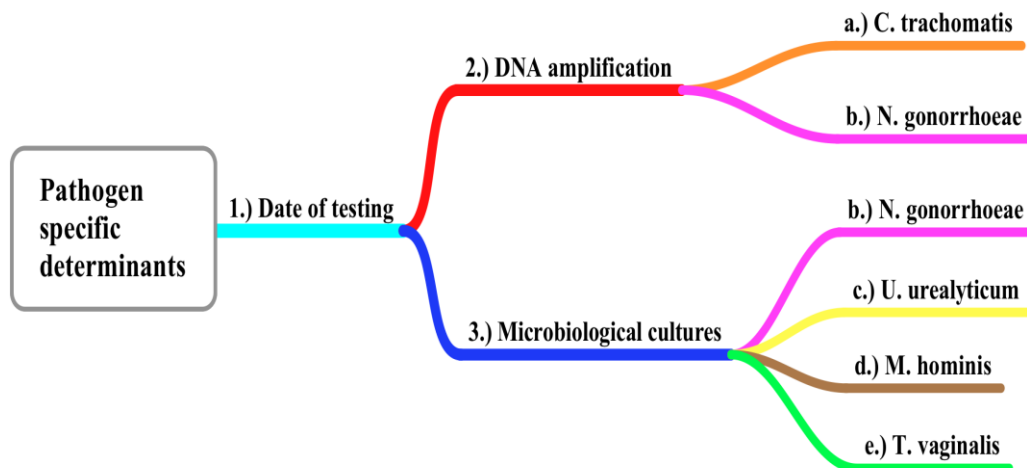 Pathogen
specific
determinants
1.) Date of testing
2.) DNA amplification
a.) C. trachomatis
b.) N. gonorrhoeae
3.) Microbiological cultures
b.) N. gonorrhoeae
c.) U. urealyticum
d.) M. hominis
e.) T. vaginalis